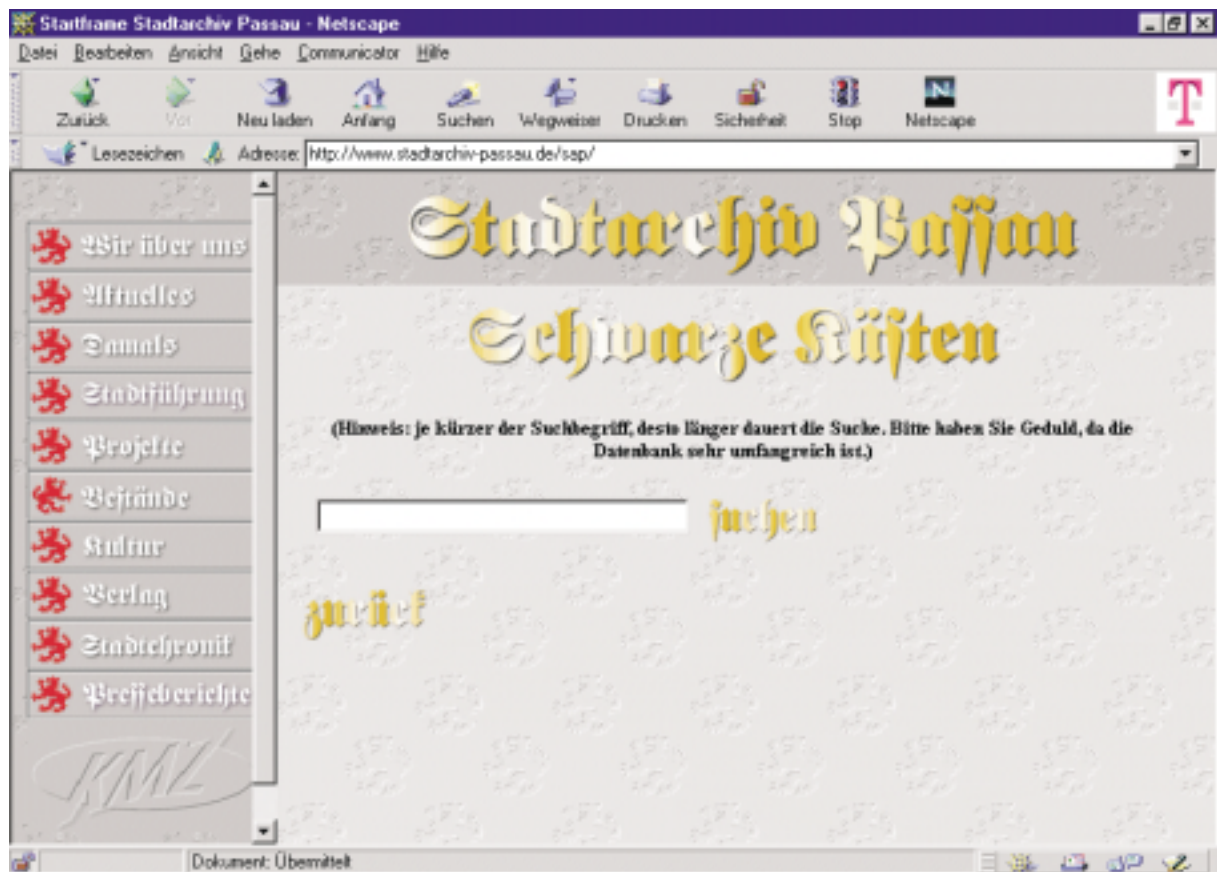 Startframe Stadtarchiv Passau - Netscape
Datei Bearbeiten Ansicht Gehe Communicator Hilfe
Zurück Vor Neu laden Anfang Suchen Wegweiser Drucken Sicherheit Stop Netscape
N
T
Lesezeichen Adresse: http://www.stadtarchiv-passau.de/sap/
Stadtarchiv Passau
Schwarze Kästen
(Hinweis: je kürzer der Suchbegriff, desto länger dauert die Suche. Bitte haben Sie Geduld, da die
Datenbank sehr umfangreich ist.)
suchen
zurück
Wir über uns
Aktuelles
Damals
Stadtführung
Projekte
Bestände
Kultur
Verlag
Stadtchronik
Presseberichte
KMZ
Dokument: Übermittelt